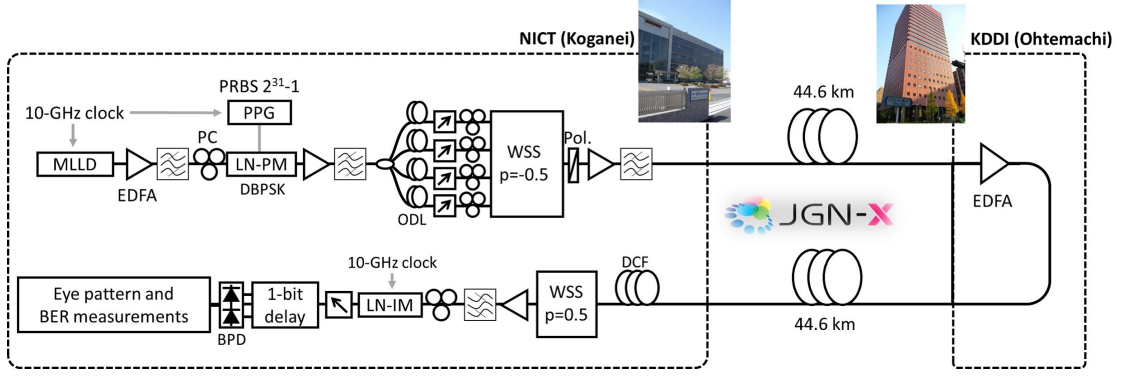 NICT (Koganei)
KDDI (Ohtemachi)
PRBS 2³¹-1
10-GHz clock
PPG
PC
44.6 km
MLLD
EDFA
LN-PM
DBPSK
ODL
WSS
p=-0.5
Pol.
EDFA
JGN-X
10-GHz clock
DCF
Eye pattern and
BER measurements
BPD
1-bit
delay
LN-IM
WSS
p=0.5
44.6 km